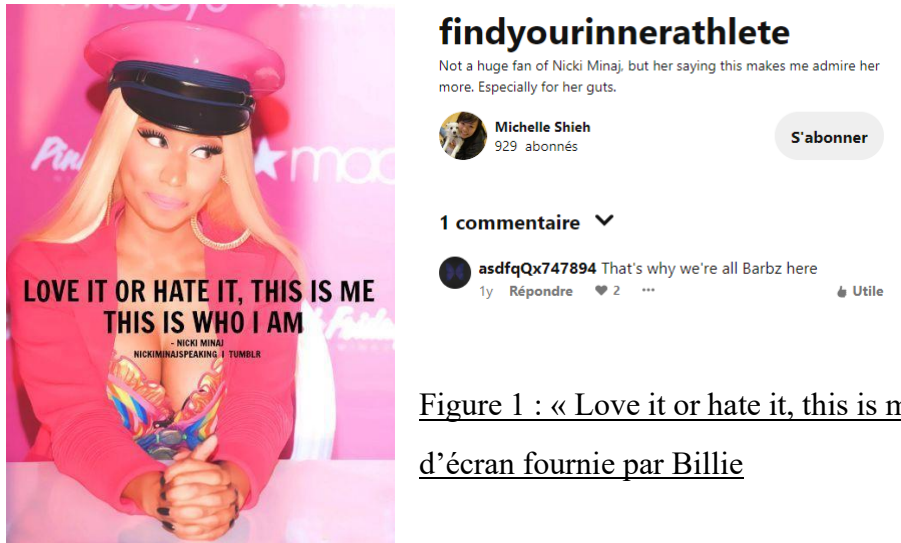 Pin
mac
LOVE IT OR HATE IT, THIS IS ME
THIS IS WHO I AM
- NICKI MINAJ
NICKIMINAJSPEAKING I TUMBLR
findyourinnerathlete
Not a huge fan of Nicki Minaj, but her saying this makes me admire her
more. Especially for her guts.
Michelle Shieh
929 abonnés
S'abonner
1 commentaire
asdfqQx747894 That's why we're all Barbz here
1y Répondre 2 ··· Utile
Figure 1 : « Love it or hate it, this is
d'écran fournie par Billie